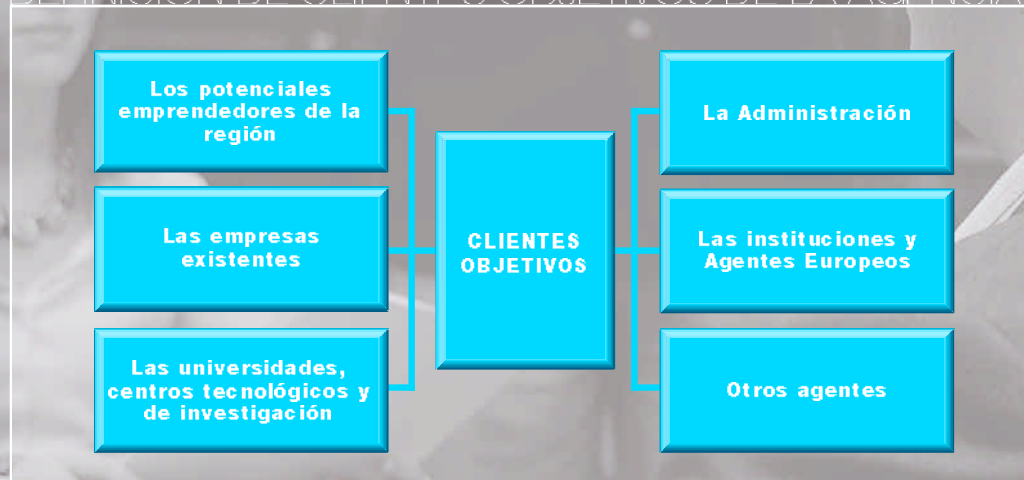 Los potenciales
emprendedores de la
región
Las empresas
existentes
Las universidades,
centros tecnológicos y
de investigación
CLIENTES
OBJETIVOS
La Administración
Las instituciones y
Agentes Europeos
Otros agentes